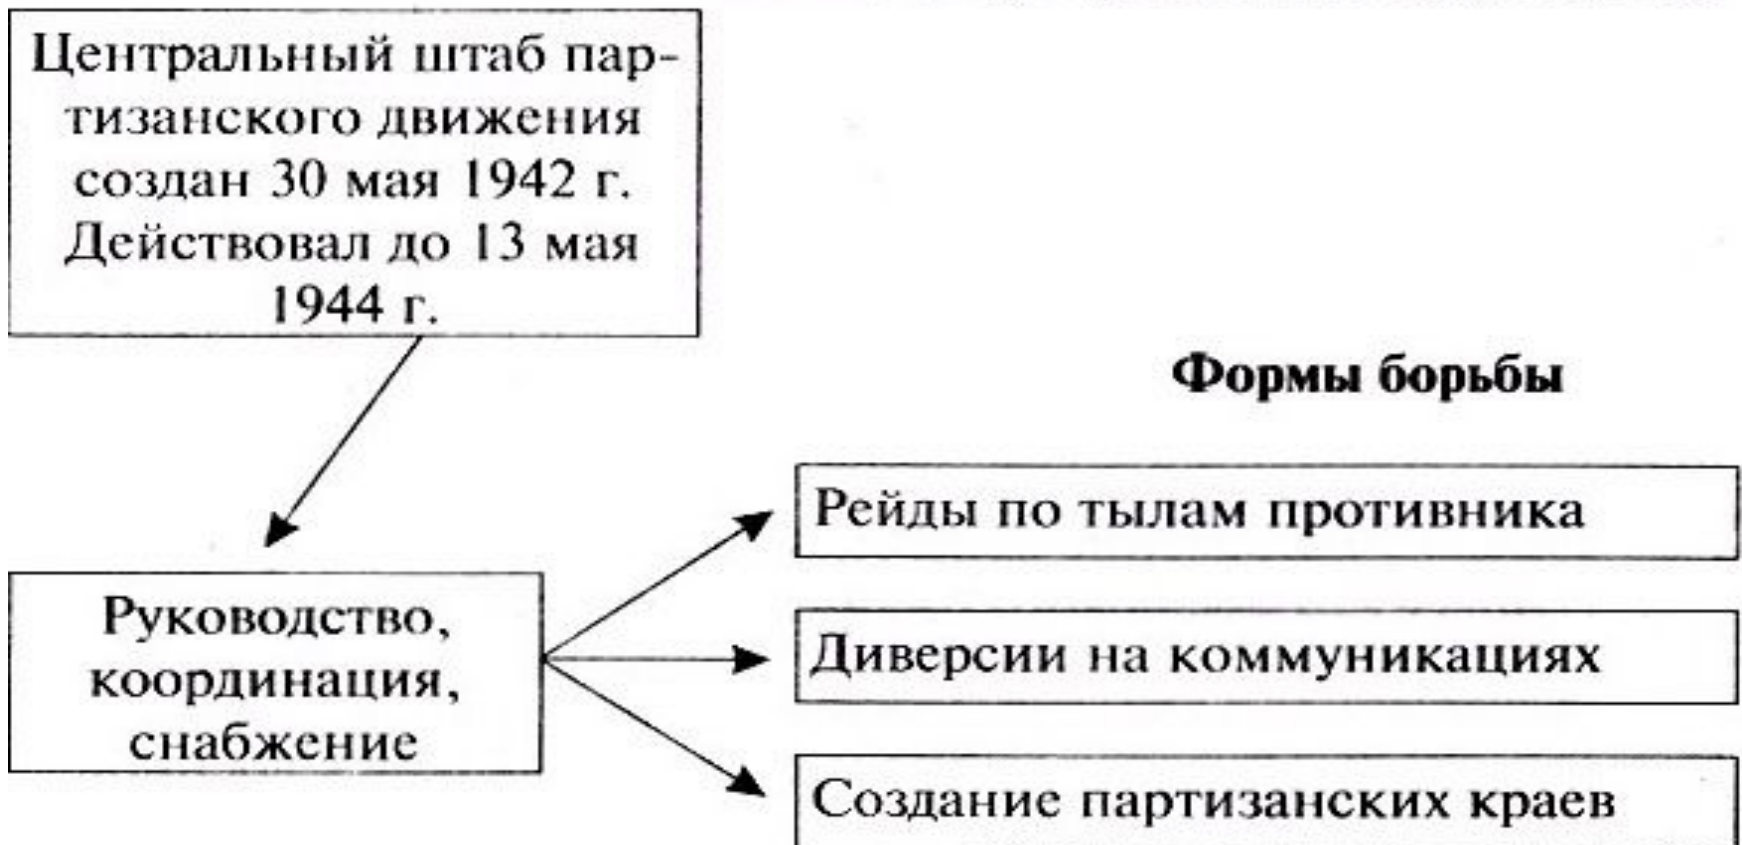 Центральный штаб пар-
тизанского движения
создан 30 мая 1942 г.
Действовал до 13 мая
1944 г.
Формы борьбы
Руководство,
координация,
снабжение
Рейды по тылам противника
Диверсии на коммуникациях
Создание партизанских краев